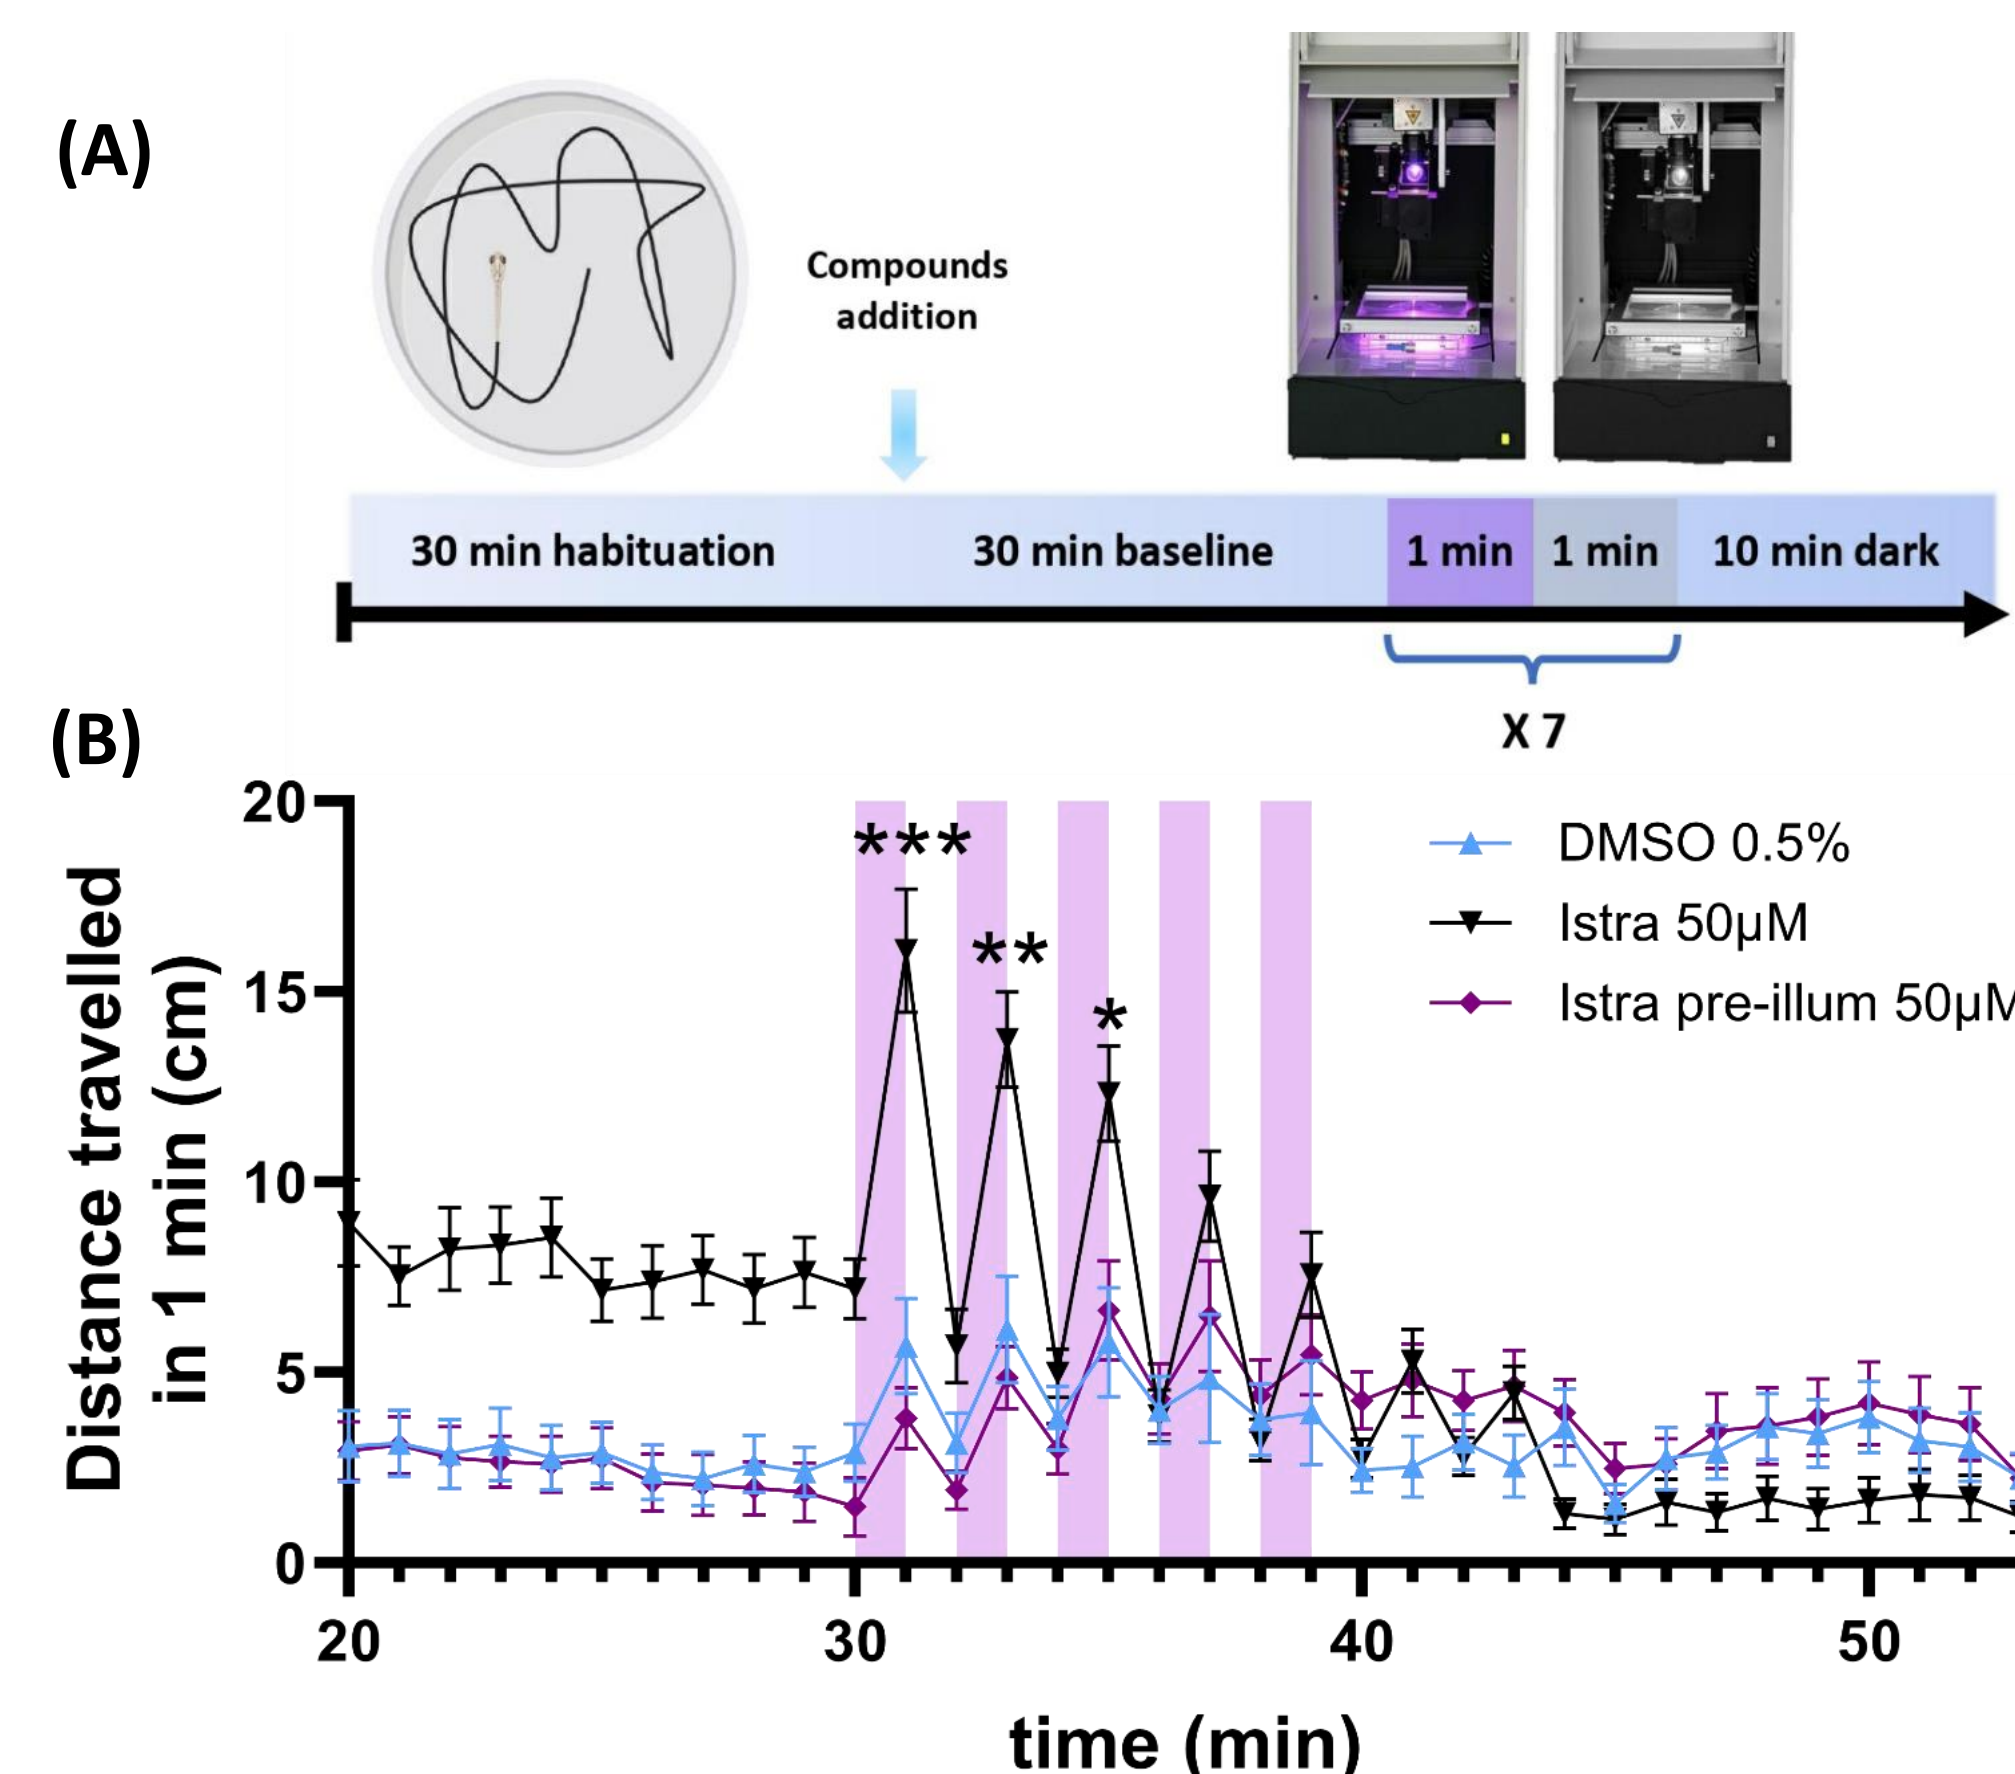 (A)
Compounds
addition
30 min habituation
30 min baseline
1 min
1 min
10 min dark
X 7
(B)
Distance travelled
in 1 min (cm)
20
15
10
5
0
***
**
*
DMSO 0.5%
Istra 50µM
Istra pre-illum 50µM
20
30
40
50
time (min)